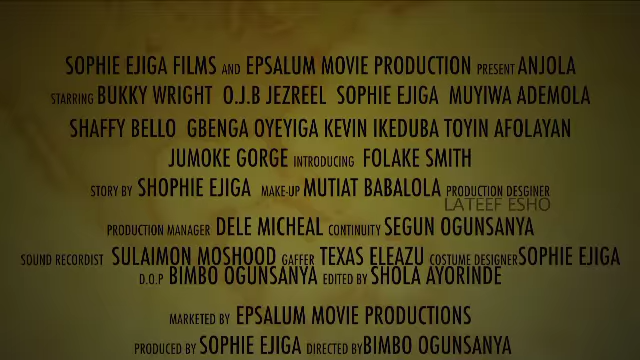 SOPHIE EJIGA FILMS AND EPSALUM MOVIE PRODUCTION PRESENT ANJOLA
STARRING BUKKY WRIGHT O.J.B JEZREEL SOPHIE EJIGA MUYIWA ADEMOLA
SHAFFY BELLO GBENGA OYEYIGA KEVIN IKEDUBA TOYIN AFOLAYAN
JUMOKE GORGE INTRODUCING FOLAKE SMITH
STORY BY SHOPHIE EJIGA MAKE-UP MUTIAT BABALOLA PRODUCTION DESGINER
LATEEF ESHO
PRODUCTION MANAGER DELE MICHEAL CONTINUITY SEGUN OGUNSANYA
SOUND RECORDIST SULAIMON MOSHOOD GAFFER TEXAS ELEAZU COSTUME DESIGNER SOPHIE EJIGA
D.O.P BIMBO OGUNSANYA EDITED BY SHOLA AYORINDE
MARKETED BY EPSALUM MOVIE PRODUCTIONS
PRODUCED BY SOPHIE EJIGA DIRECTED BY BIMBO OGUNSANYA